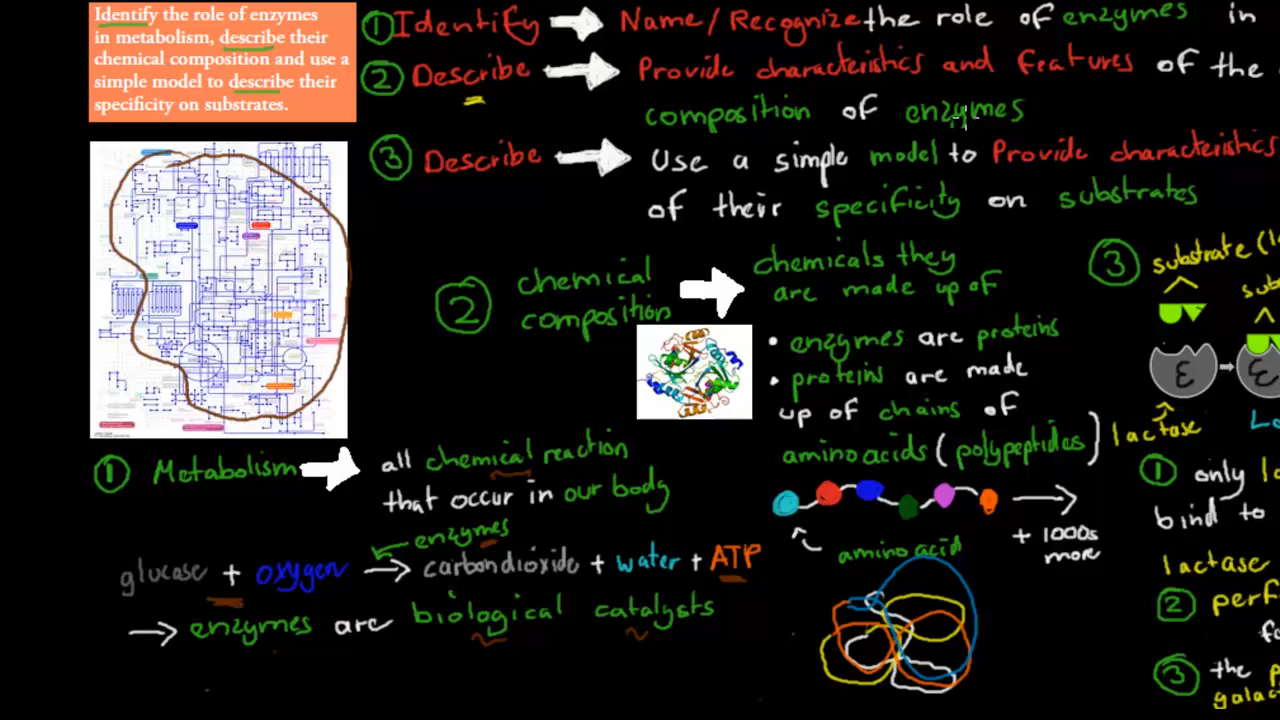 Identify the role of enzymes
in metabolism, describe their
chemical composition and use a
simple model to describe their
specificity on substrates.
① Identify → Name/Recognize the role of enzymes in
② Describe → Provide characteristics and features of the
composition of enzymes
③ Describe → Use a simple model to Provide characteristics
of their specificity on substrates
② chemical composition → chemicals they
are made up of
• enzymes are proteins
• proteins are made
up of chains of
aminoacids (polypeptides)
→ + 1000s
more
amino acid
① Metabolism → all chemical reaction
that occur in our body
enzymes
glucose + oxygen → carbondioxide + water + ATP
→ enzymes are biological catalysts
③ substrate
ε
ε
lactase
① only
bind to
lactase
②
③ the